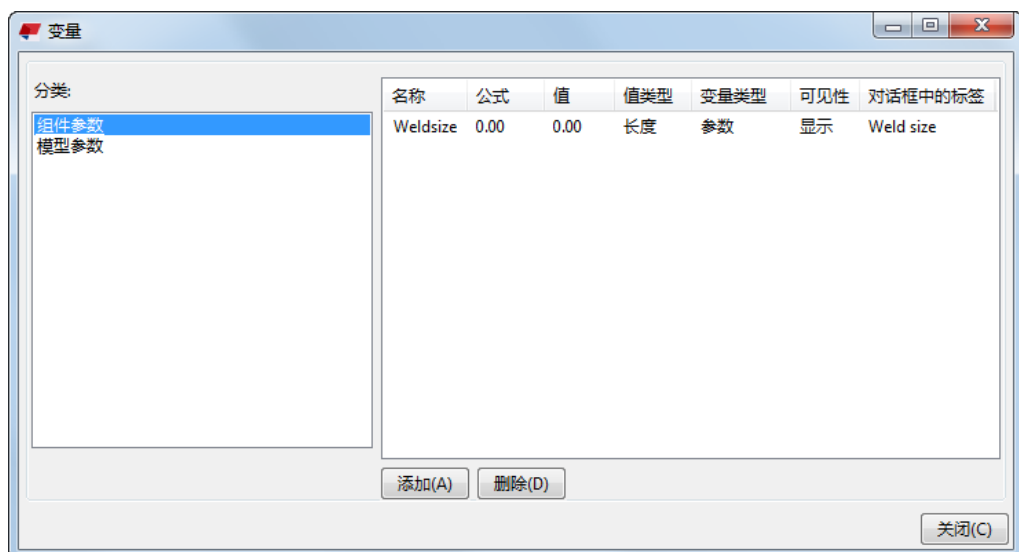 变量
分类:
组件参数
模型参数
名称 公式 值 值类型 变量类型 可见性 对话框中的标签
Weldsize 0.00 0.00 长度 参数 显示 Weld size
添加(A) 删除(D)
关闭(C)